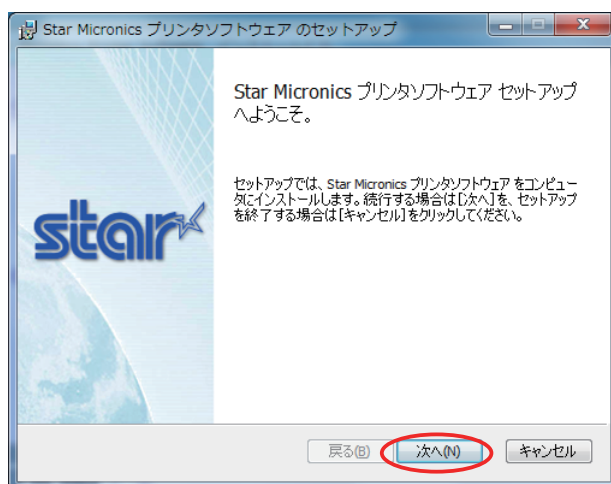 Star Micronics プリンタソフトウェア のセットアップ
Star Micronics プリンタソフトウェア セットアップ
へようこそ。
セットアップでは、Star Micronics プリンタソフトウェア をコンピュー
タにインストールします。続行する場合は[次へ]を、セットアップ
を終了する場合は[キャンセル]をクリックしてください。
star
戻る(B) 次へ(N) キャンセル